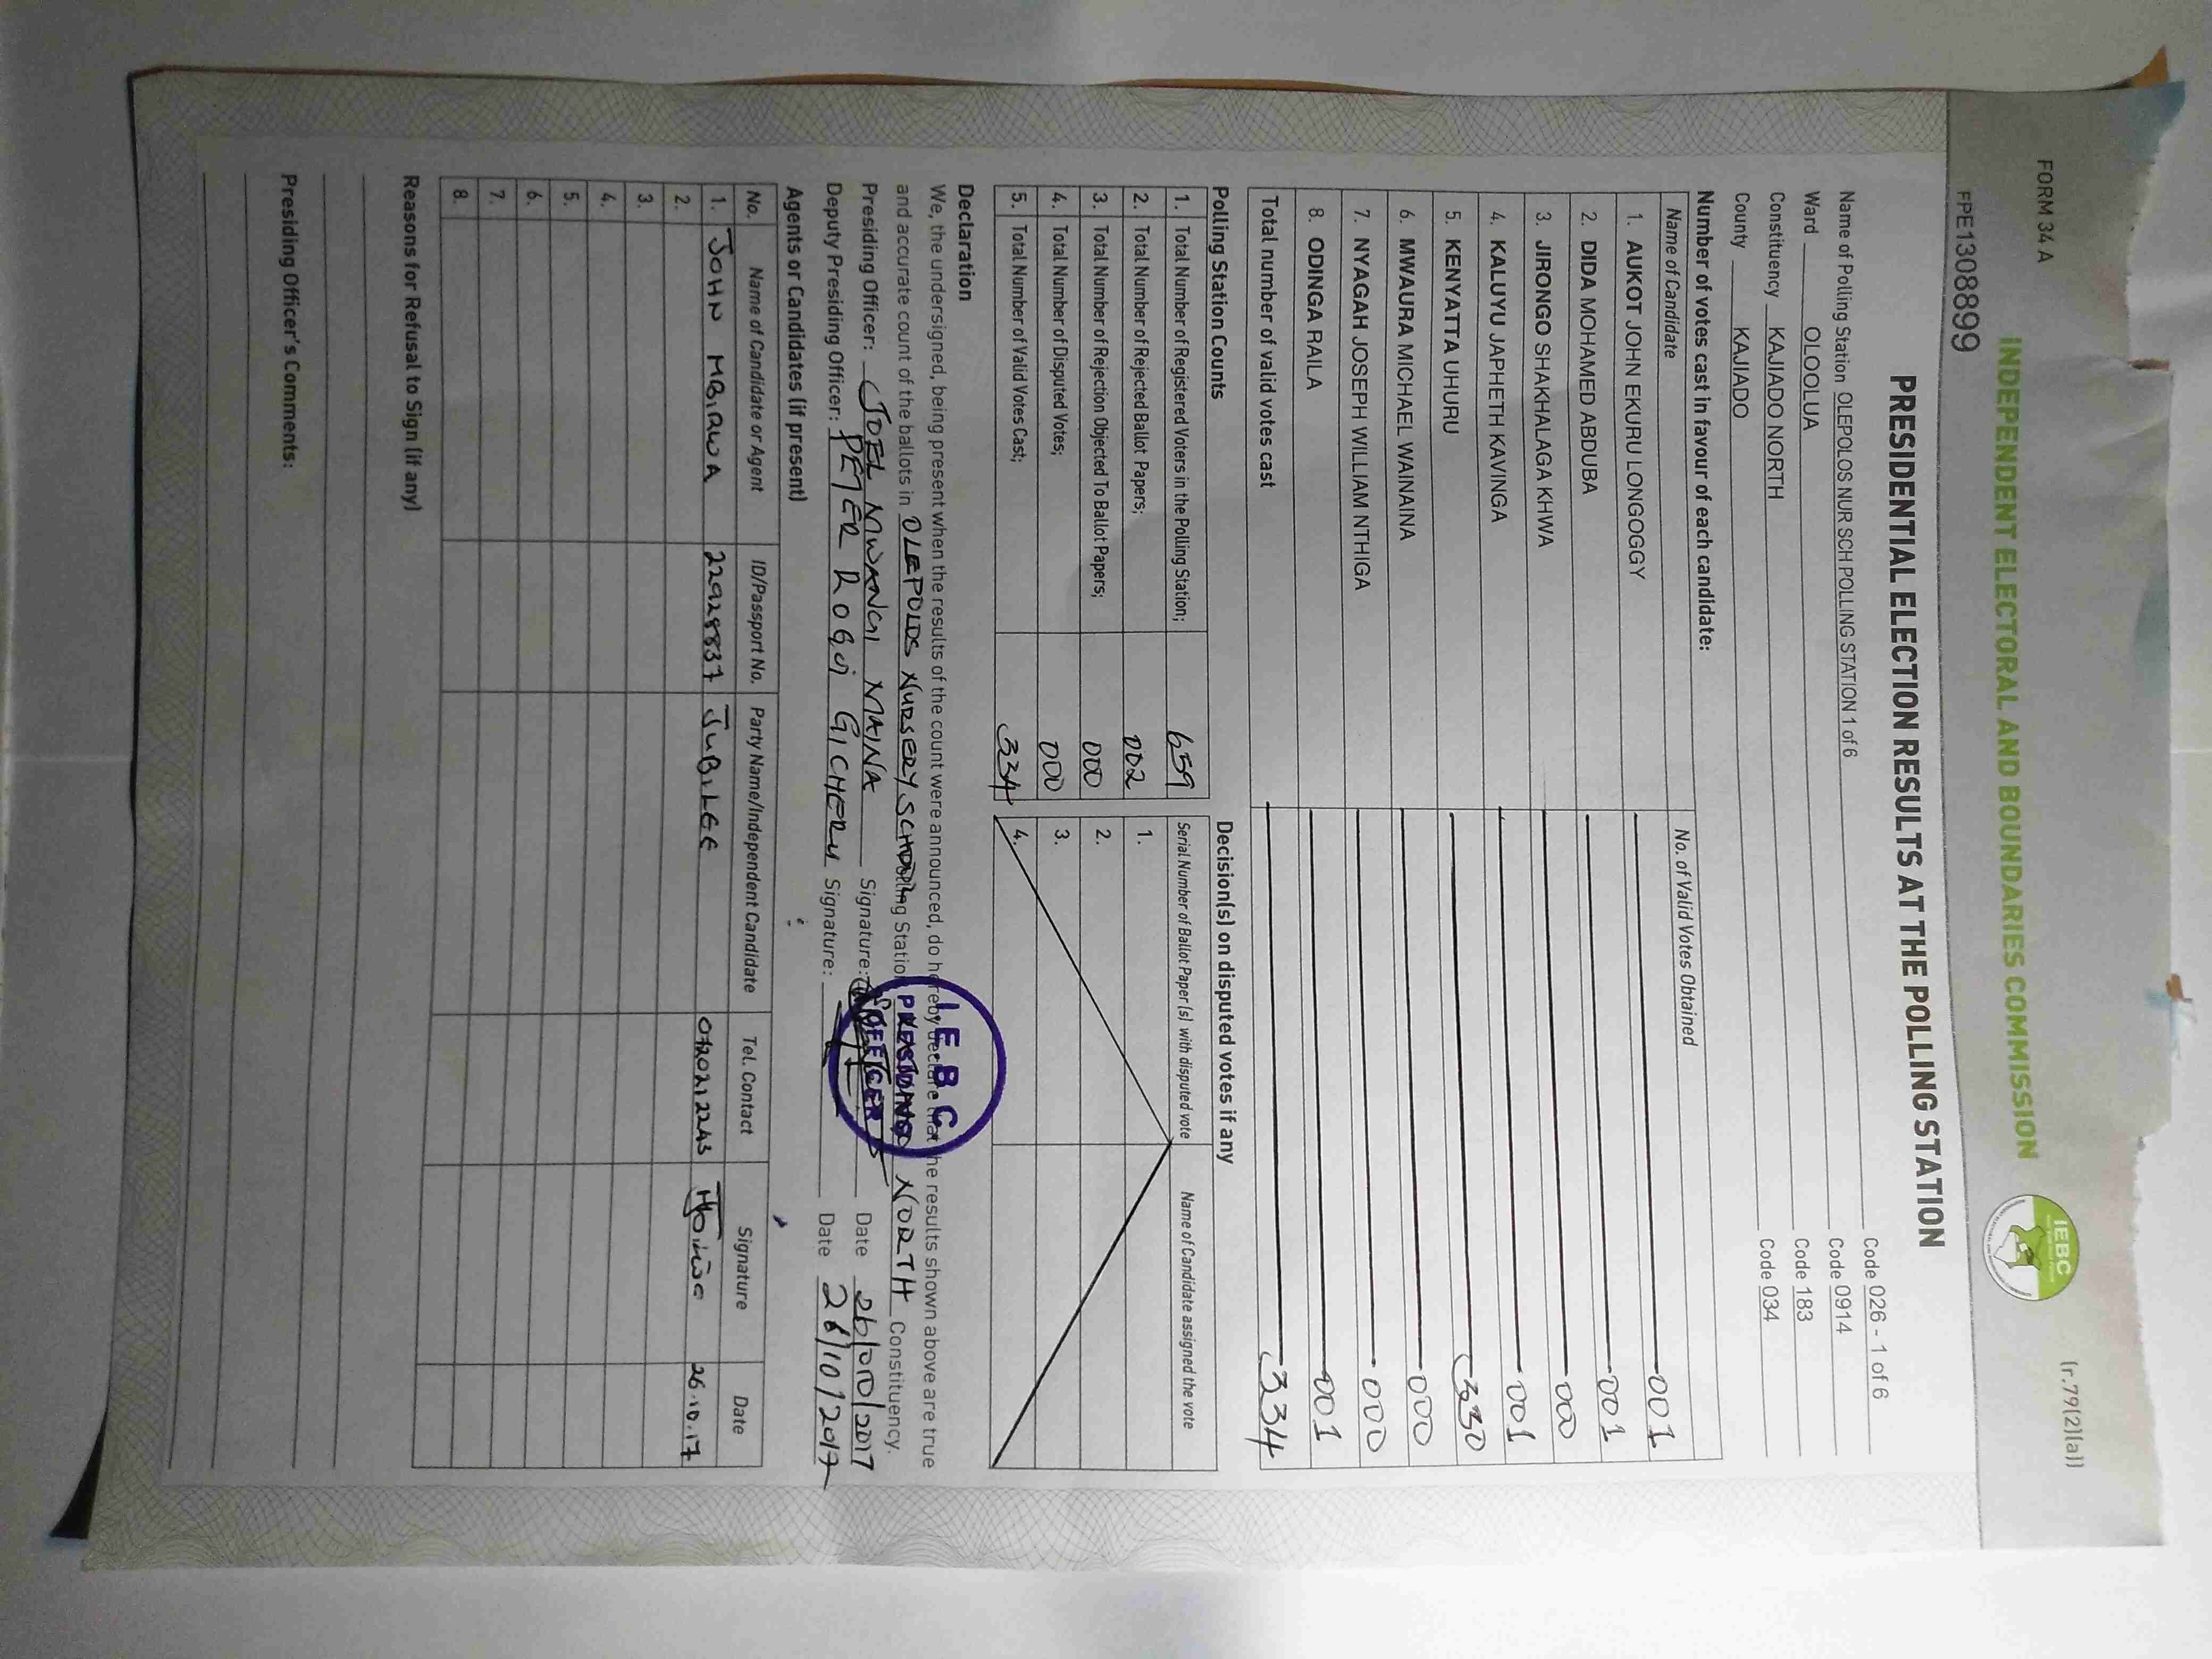 FORM 34 A
(r.79(2)(a))
INDEPENDENT ELECTORAL AND BOUNDARIES COMMISSION
IEBC
FPE1308899
PRESIDENTIAL ELECTION RESULTS AT THE POLLING STATION
Name of Polling Station OLEPOLOS NUR SCH POLLING STATION 1 of 6 Code 026 - 1 of 6
Ward OLOOLUA Code 0914
Constituency KAJIADO NORTH Code 183
County KAJIADO Code 034
Number of votes cast in favour of each candidate:
Name of Candidate No. of Valid Votes Obtained
1. AUKOT JOHN EKURU LONGOGGY 001
2. DIDA MOHAMED ABDUBA 001
3. JIRONGO SHAKHALAGA KHWA 000
4. KALUYU JAPHETH KAVINGA 001
5. KENYATTA UHURU 330
6. MWAURA MICHAEL WAINAINA 000
7. NYAGAH JOSEPH WILLIAM NTHIGA 000
8. ODINGA RAILA 001
Total number of valid votes cast 334
Polling Station Counts Decision(s) on disputed votes if any
1. Total Number of Registered Voters in the Polling Station; 659 Serial Number of Ballot Paper (s) with disputed vote Name of Candidate assigned the vote
2. Total Number of Rejected Ballot Papers; 002 1.
3. Total Number of Rejection Objected To Ballot Papers; 000 2.
4. Total Number of Disputed Votes; 000 3.
5. Total Number of Valid Votes Cast; 334 4.
Declaration
We, the undersigned, being present when the results of the count were announced, do hereby declare that the results shown above are true
and accurate count of the ballots in OLEPOLOS NURSERY SCHOOL Polling Station NORTH Constituency.
Presiding Officer: JOEL MWANGI MAINA Signature: Date 26/010/2017
Deputy Presiding Officer: PETER ROGOI GICHERU Signature: Date 26/10/2017
IEBC
PRESIDING
OFFICER
Agents or Candidates (if present)
No. Name of Candidate or Agent ID/Passport No. Party Name/Independent Candidate Tel. Contact Signature Date
1. JOHN MBIRWA 22928837 JUBILEE 0720212243 26.10.17
2.
3.
4.
5.
6.
7.
8.
Reasons for Refusal to Sign (if any)
Presiding Officer's Comments: